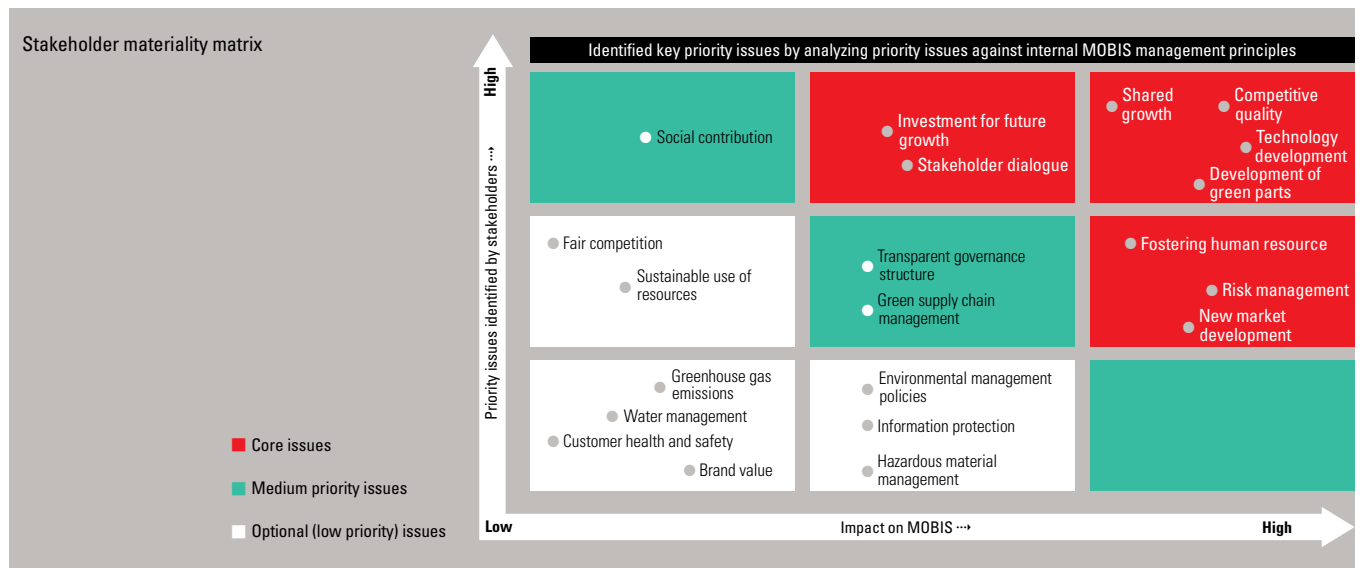 Stakeholder materiality matrix
Identified key priority issues by analyzing priority issues against internal MOBIS management principles
High
Priority issues identified by stakeholders ····›
Social contribution
Investment for future
growth
Stakeholder dialogue
Shared
growth
Competitive
quality
Technology
development
Development of
green parts
Fair competition
Sustainable use of
resources
Transparent governance
structure
Green supply chain
management
Fostering human resource
Risk management
New market
development
Greenhouse gas
emissions
Water management
Customer health and safety
Brand value
Environmental management
policies
Information protection
Hazardous material
management
Core issues
Medium priority issues
Optional (low priority) issues
Low
Impact on MOBIS ····›
High